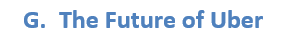 G. The Future of Uber